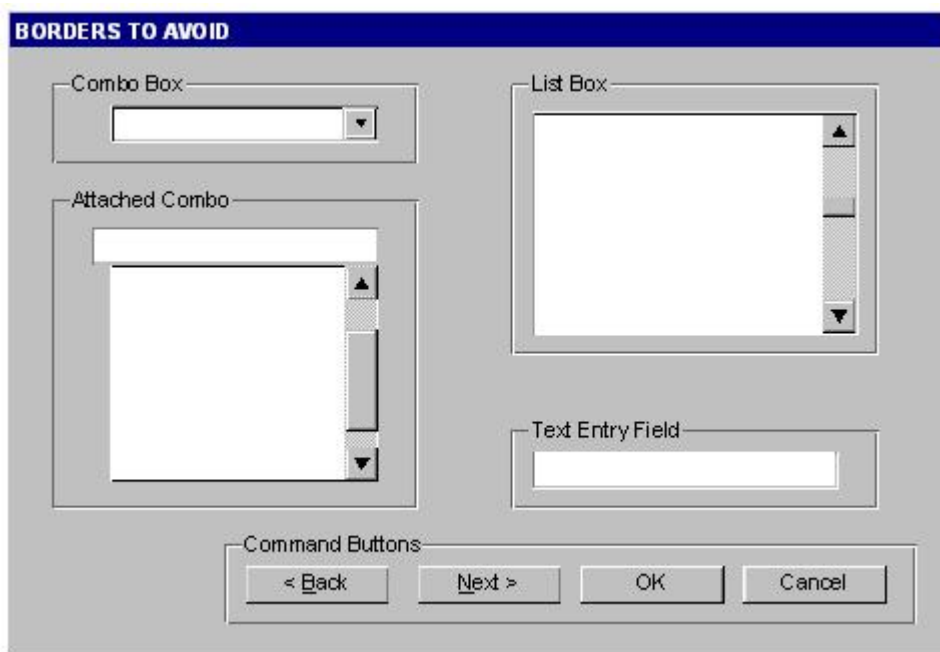 BORDERS TO AVOID
Combo Box
List Box
Attached Combo
Text Entry Field
Command Buttons
< Back
Next >
OK
Cancel